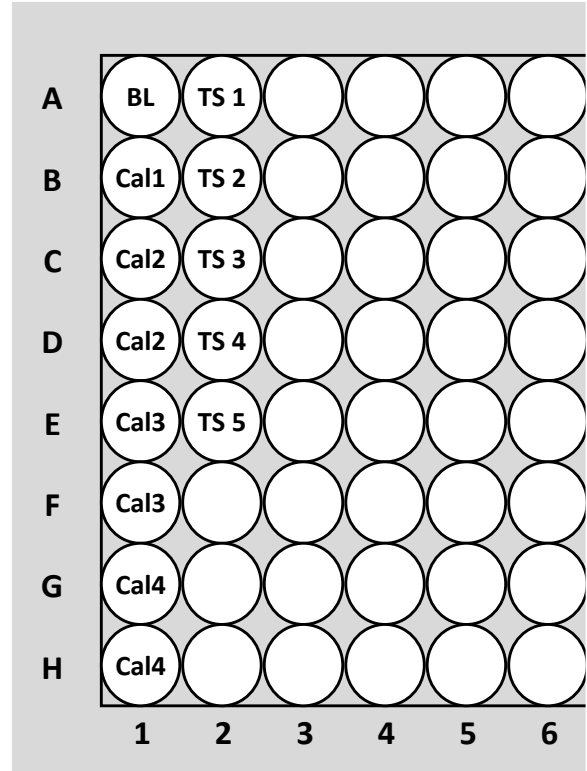 A BL TS 1
B Cal1 TS 2
C Cal2 TS 3
D Cal2 TS 4
E Cal3 TS 5
F Cal3
G Cal4
H Cal4
1 2 3 4 5 6